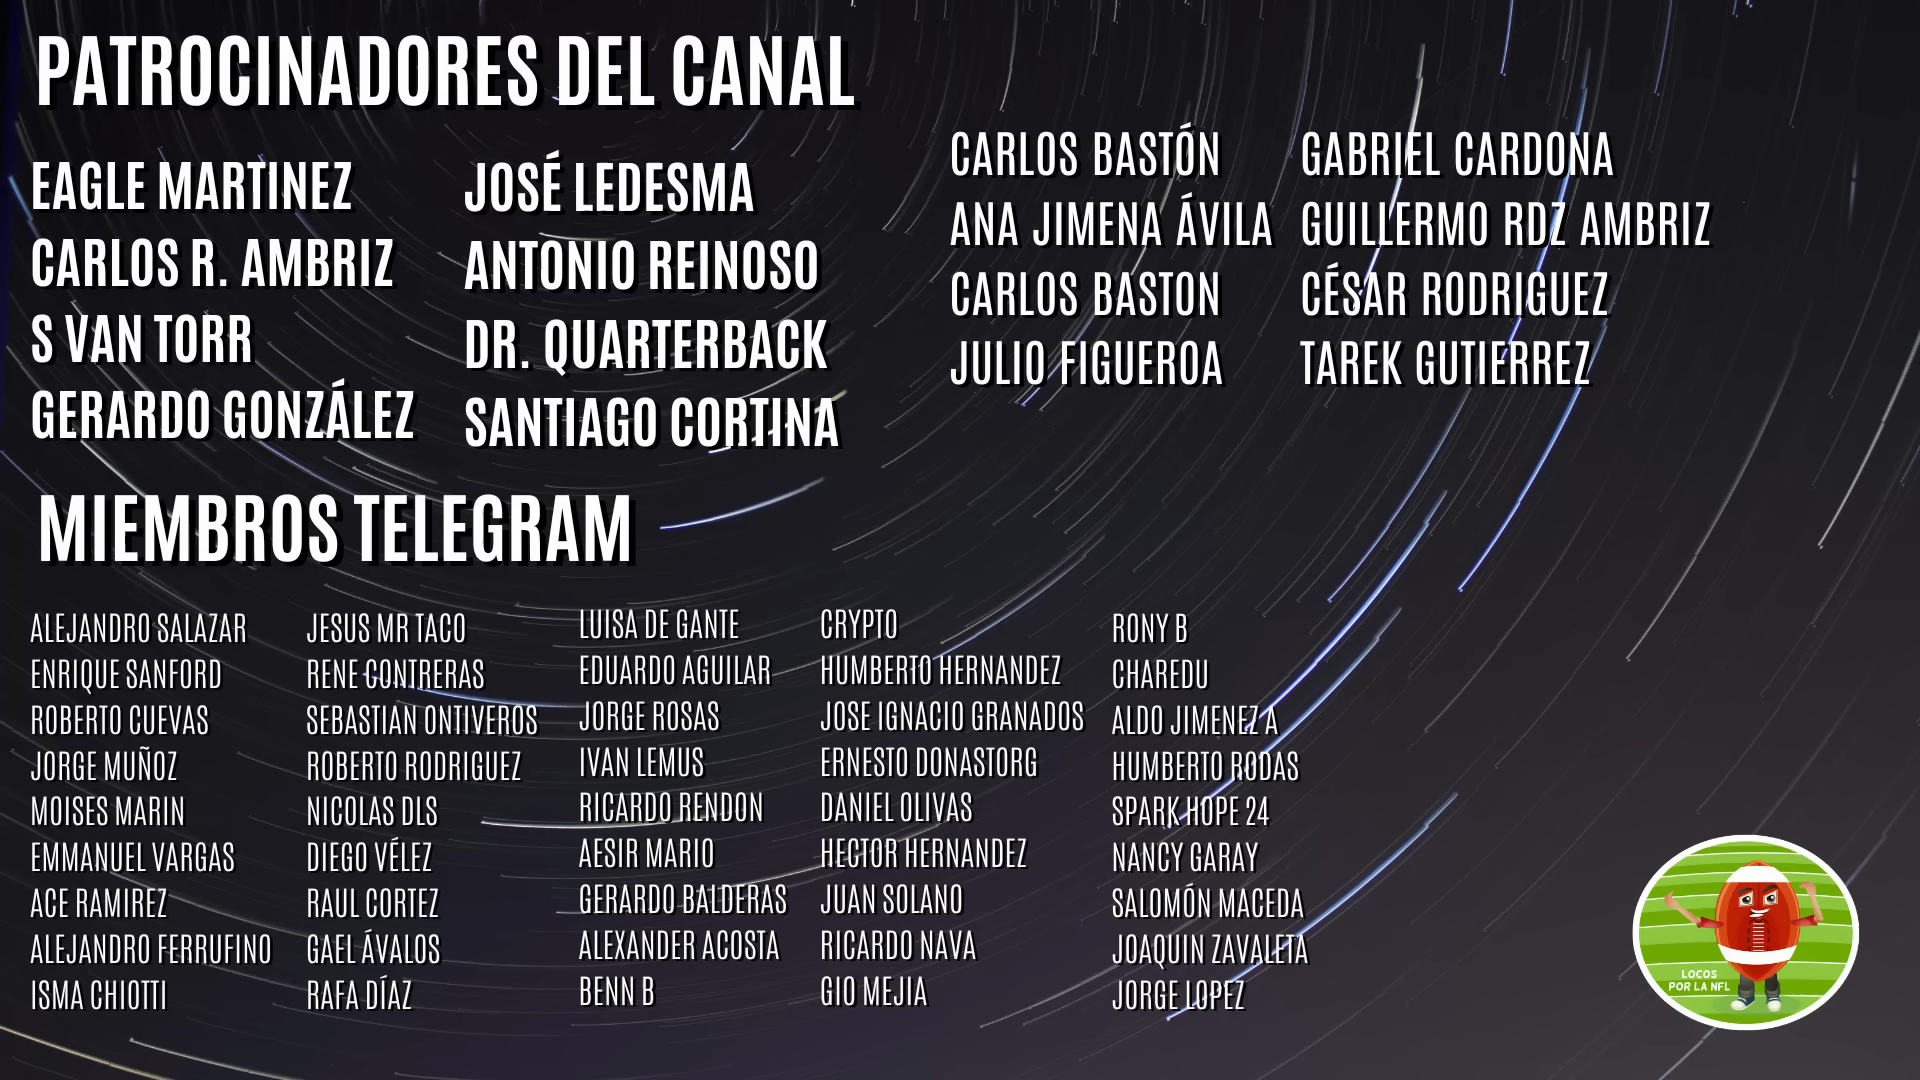 PATROCINADORES DEL CANAL
EAGLE MARTINEZ
CARLOS R. AMBRIZ
S VAN TORR
GERARDO GONZÁLEZ
JOSÉ LEDESMA
ANTONIO REINOSO
DR. QUARTERBACK
SANTIAGO CORTINA
CARLOS BASTÓN
ANA JIMENA ÁVILA
CARLOS BASTON
JULIO FIGUEROA
GABRIEL CARDONA
GUILLERMO RDZ AMBRIZ
CÉSAR RODRIGUEZ
TAREK GUTIERREZ
MIEMBROS TELEGRAM
ALEJANDRO SALAZAR
ENRIQUE SANFORD
ROBERTO CUEVAS
JORGE MUÑOZ
MOISES MARIN
EMMANUEL VARGAS
ACE RAMIREZ
ALEJANDRO FERRUFINO
ISMA CHIOTTI
JESUS MR TACO
RENE CONTRERAS
SEBASTIAN ONTIVEROS
ROBERTO RODRIGUEZ
NICOLAS DLS
DIEGO VÉLEZ
RAUL CORTEZ
GAEL ÁVALOS
RAFA DÍAZ
LUISA DE GANTE
EDUARDO AGUILAR
JORGE ROSAS
IVAN LEMUS
RICARDO RENDON
AESIR MARIO
GERARDO BALDERAS
ALEXANDER ACOSTA
BENN B
CRYPTO
HUMBERTO HERNANDEZ
JOSE IGNACIO GRANADOS
ERNESTO DONASTORG
DANIEL OLIVAS
HECTOR HERNANDEZ
JUAN SOLANO
RICARDO NAVA
GIO MEJIA
RONY B
CHAREDU
ALDO JIMENEZ A
HUMBERTO RODAS
SPARK HOPE 24
NANCY GARAY
SALOMÓN MACEDA
JOAQUIN ZAVALETA
JORGE LOPEZ
LOCOS
POR LA NFL